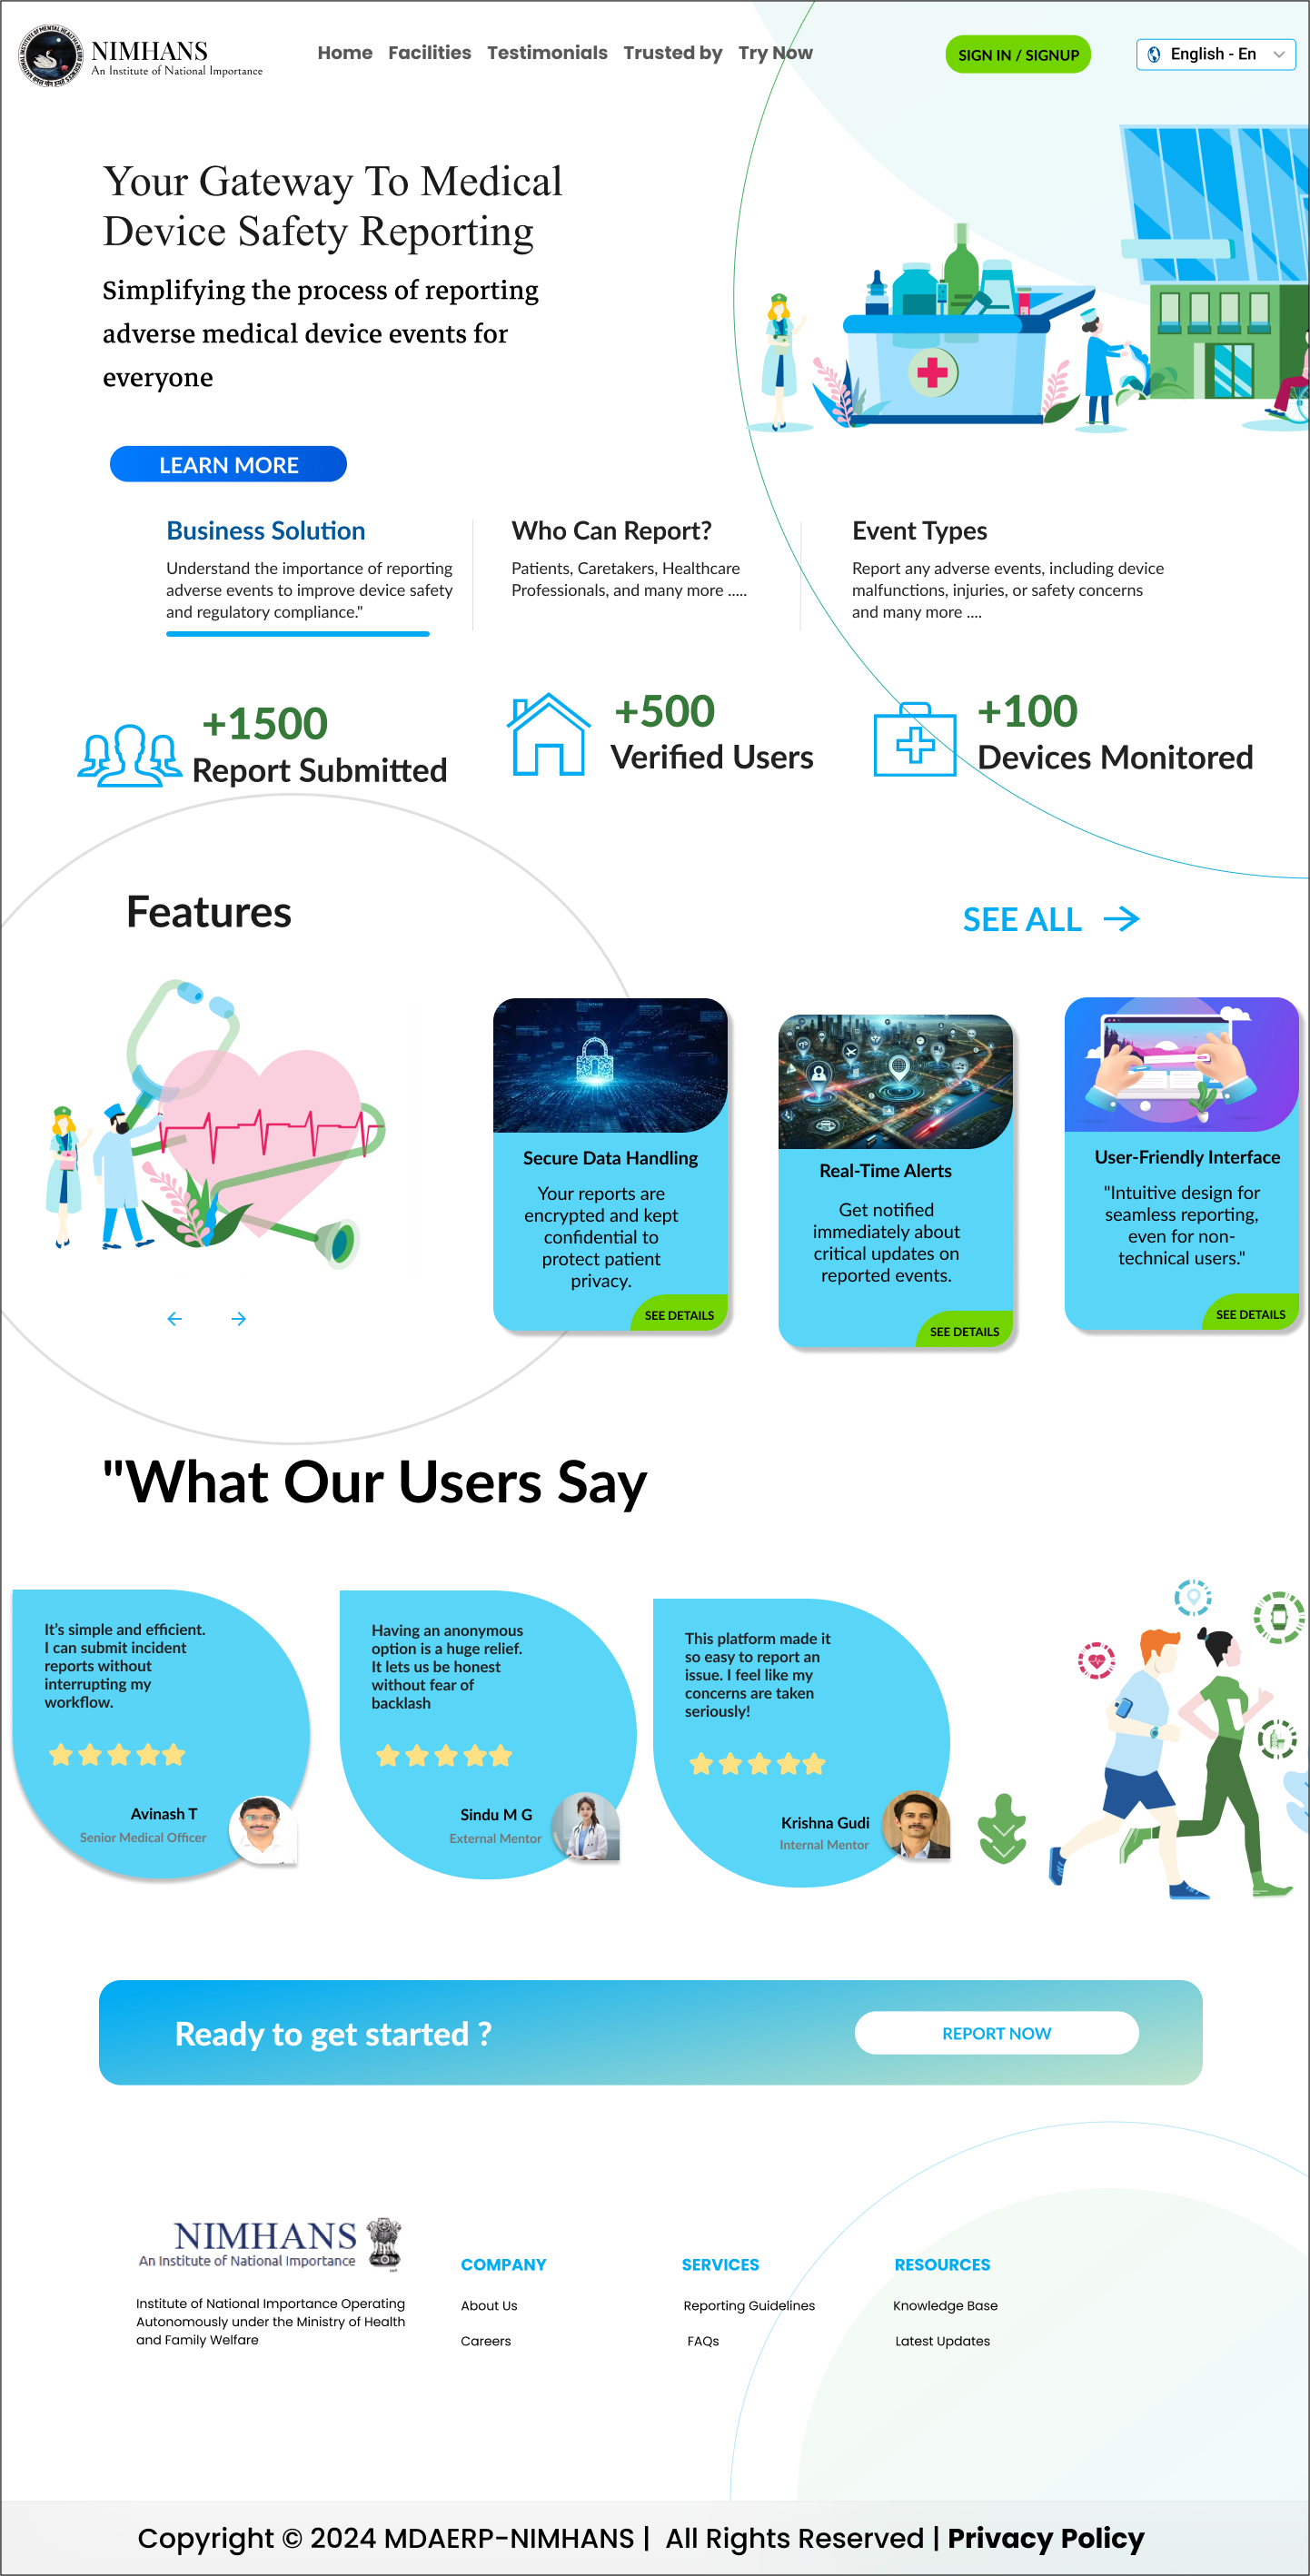 NIMHANS
An Institute of National Importance
Home Facilities Testimonials Trusted by Try Now
SIGN IN / SIGNUP
English - En
Your Gateway To Medical
Device Safety Reporting
Simplifying the process of reporting
adverse medical device events for
everyone
LEARN MORE
Business Solution
Understand the importance of reporting
adverse events to improve device safety
and regulatory compliance."
Who Can Report?
Patients, Caretakers, Healthcare
Professionals, and many more .....
Event Types
Report any adverse events, including device
malfunctions, injuries, or safety concerns
and many more ....
+1500
Report Submitted
+500
Verified Users
+100
Devices Monitored
Features
SEE ALL
Secure Data Handling
Your reports are
encrypted and kept
confidential to
protect patient
privacy.
SEE DETAILS
Real-Time Alerts
Get notified
immediately about
critical updates on
reported events.
SEE DETAILS
User-Friendly Interface
"Intuitive design for
seamless reporting,
even for non-
technical users."
SEE DETAILS
"What Our Users Say
It's simple and efficient.
I can submit incident
reports without
interrupting my
workflow.
Avinash T
Senior Medical Officer
Having an anonymous
option is a huge relief.
It lets us be honest
without fear of
backlash
Sindu M G
External Mentor
This platform made it
so easy to report an
issue. I feel like my
concerns are taken
seriously!
Krishna Gudi
Internal Mentor
Ready to get started ?
REPORT NOW
NIMHANS
An Institute of National Importance
Institute of National Importance Operating
Autonomously under the Ministry of Health
and Family Welfare
COMPANY
About Us
Careers
SERVICES
Reporting Guidelines
FAQs
RESOURCES
Knowledge Base
Latest Updates
Copyright © 2024 MDAERP-NIMHANS | All Rights Reserved | Privacy Policy